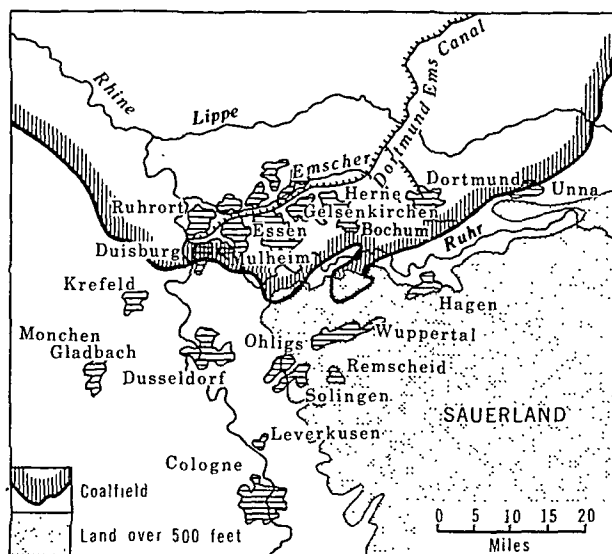 Rhine
Lippe
Dortmund Ems Canal
Emscher
Dortmund
Unna
Herne
Ruhrort
Gelsenkirchen
Essen
Bochum
Ruhr
Duisburg
Mulheim
Krefeld
Hagen
Monchen
Gladbach
Ohligs
Wuppertal
Dusseldorf
Remscheid
Solingen
SAUERLAND
Leverkusen
Cologne
Coalfield
Land over 500 feet
0 5 10 15 20
Miles